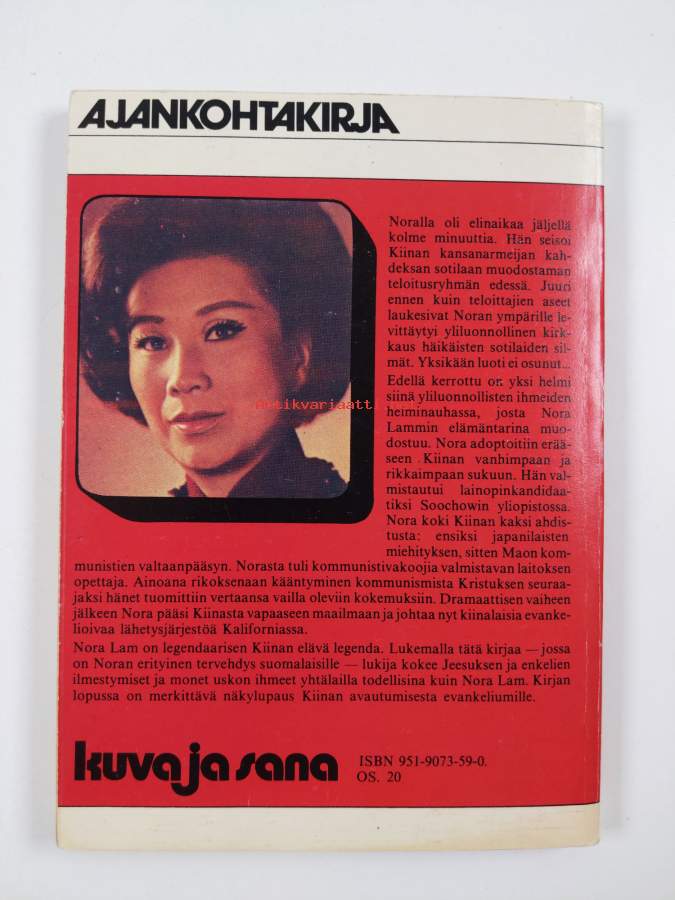 AJANKOHTAKIRJA
Noralla oli elinaikaa jäljellä
kolme minuuttia. Hän seisoi
Kiinan kansanarmeijan kah-
deksan sotilaan muodostaman
teloitusryhmän edessä. Juuri
ennen kuin teloittajien aseet
laukesivat Noran ympärille le-
vittäytyi yliluonnollinen kirk-
kaus häikäisten sotilaiden sil-
mät. Yksikään luoti ei osunut...
Edellä kerrottu on yksi helmi
siinä yliluonnollisten ihmeiden
heiminauhassa, josta Nora
Lammin elämäntarina muo-
dostuu. Nora adoptoitiin erää-
seen Kiinan vanhimpaan ja
rikkaimpaan sukuun. Hän val-
mistautui lainopinkandidaa-
tiksi Soochowin yliopistossa.
Nora koki Kiinan kaksi ahdis-
tusta: ensiksi japanilaisten
miehityksen, sitten Maon kom-
munistien valtaanpääsyn. Norasta tuli kommunistivakoojia valmistavan laitoksen
opettaja. Ainoana rikoksenaan kääntyminen kommunismista Kristuksen seuraa-
jaksi hänet tuomittiin vertaansa vailla oleviin kokemuksiin. Dramaattisen vaiheen
jälkeen Nora pääsi Kiinasta vapaaseen maailmaan ja johtaa nyt kiinalaisia evanke-
lioivaa lähetysjärjestöä Kaliforniassa.
Nora Lam on legendaarisen Kiinan elävä legenda. Lukemalla tätä kirjaa — jossa
on Noran erityinen tervehdys suomalaisille — lukija kokee Jeesuksen ja enkelien
ilmestymiset ja monet uskon ihmeet yhtälailla todellisina kuin Nora Lam. Kirjan
lopussa on merkittävä näkylupaus Kiinan avautumisesta evankeliumille.
kuva ja sana
ISBN 951-9073-59-0.
OS. 20